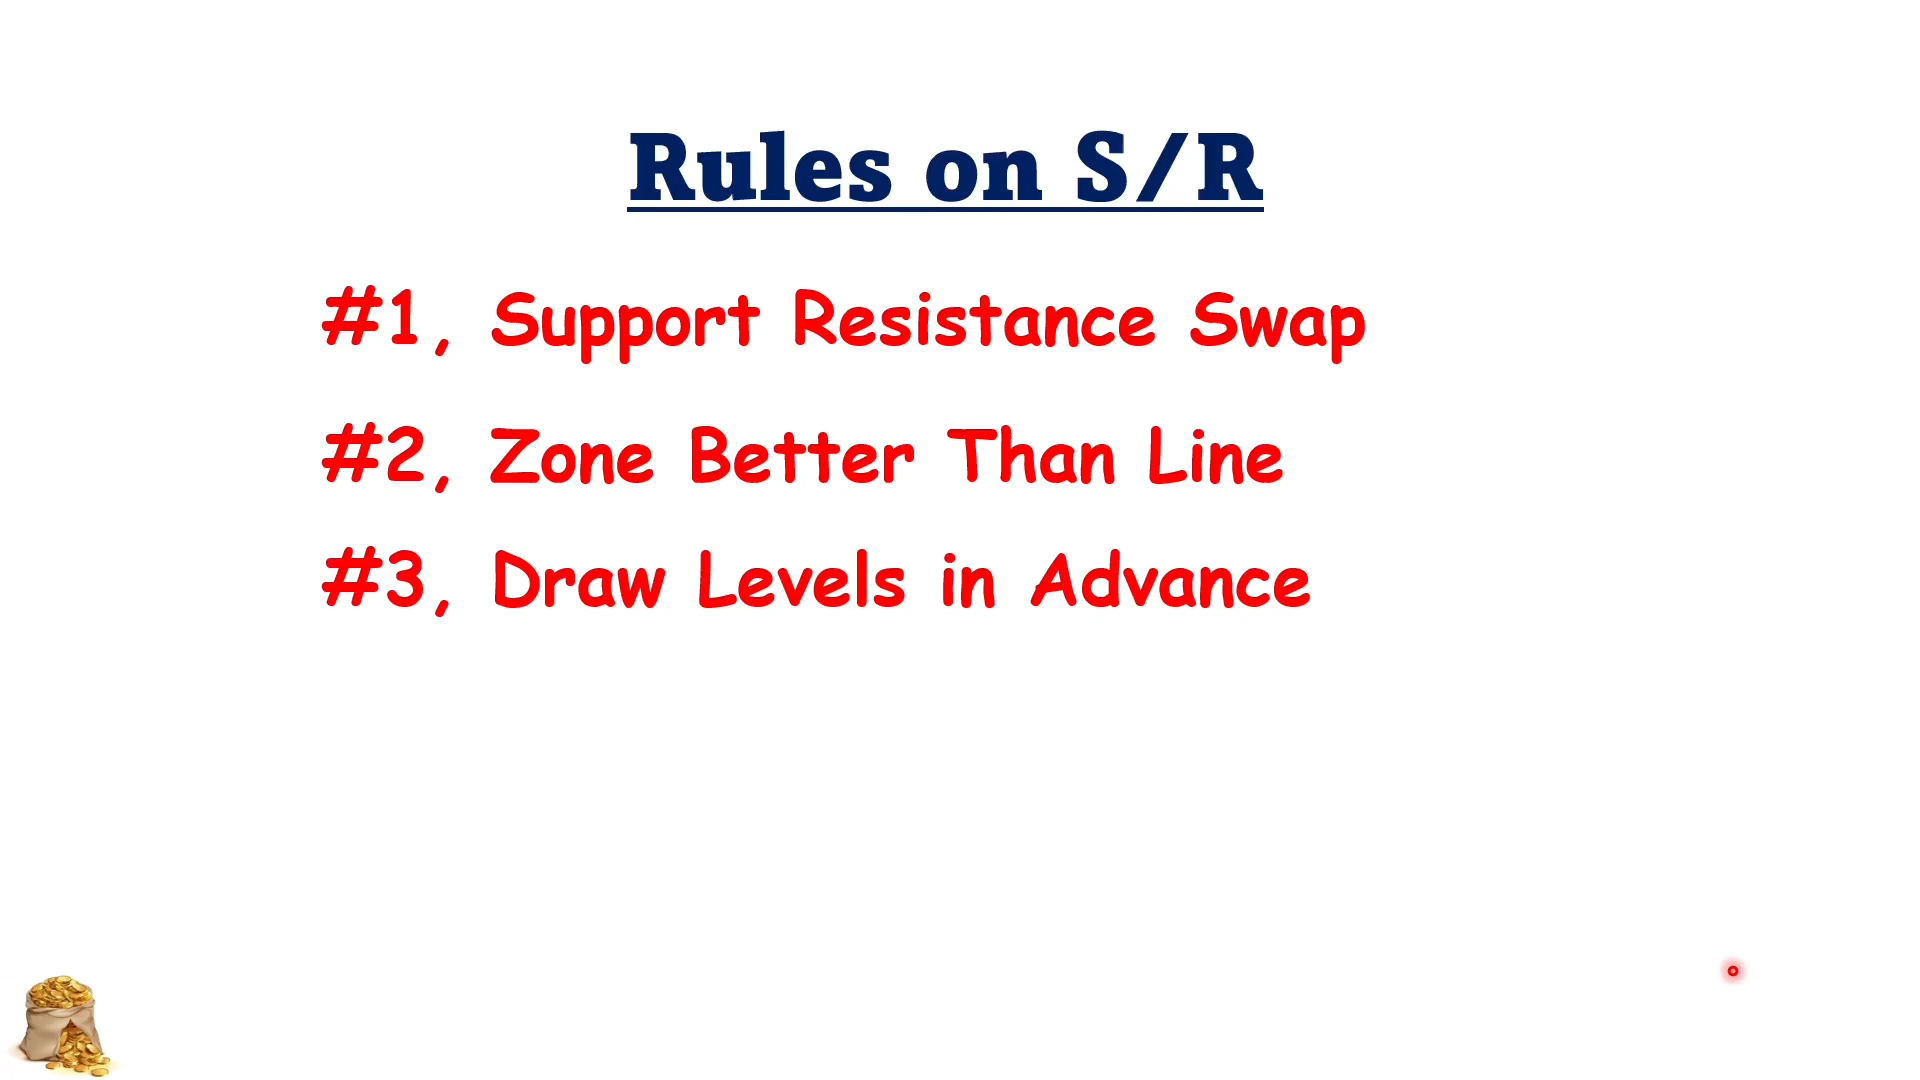 Rules on S/R
#1, Support Resistance Swap
#2, Zone Better Than Line
#3, Draw Levels in Advance